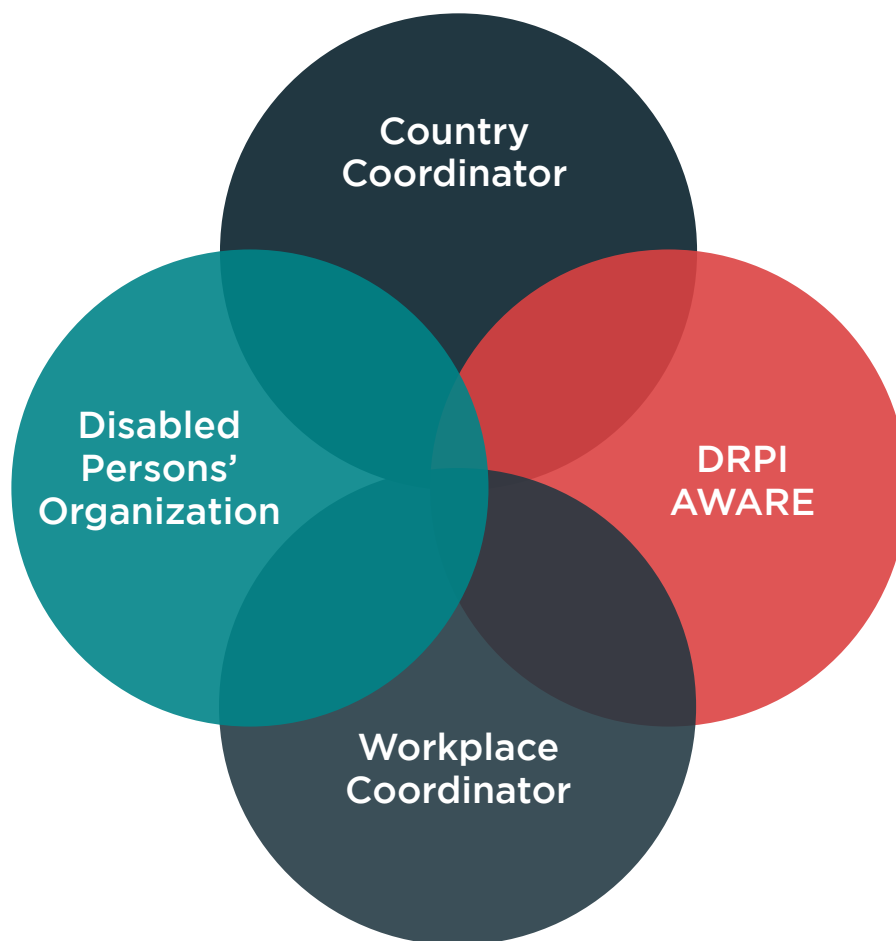 Country
Coordinator
Disabled
Persons’
Organization
DRPI
AWARE
Workplace
Coordinator